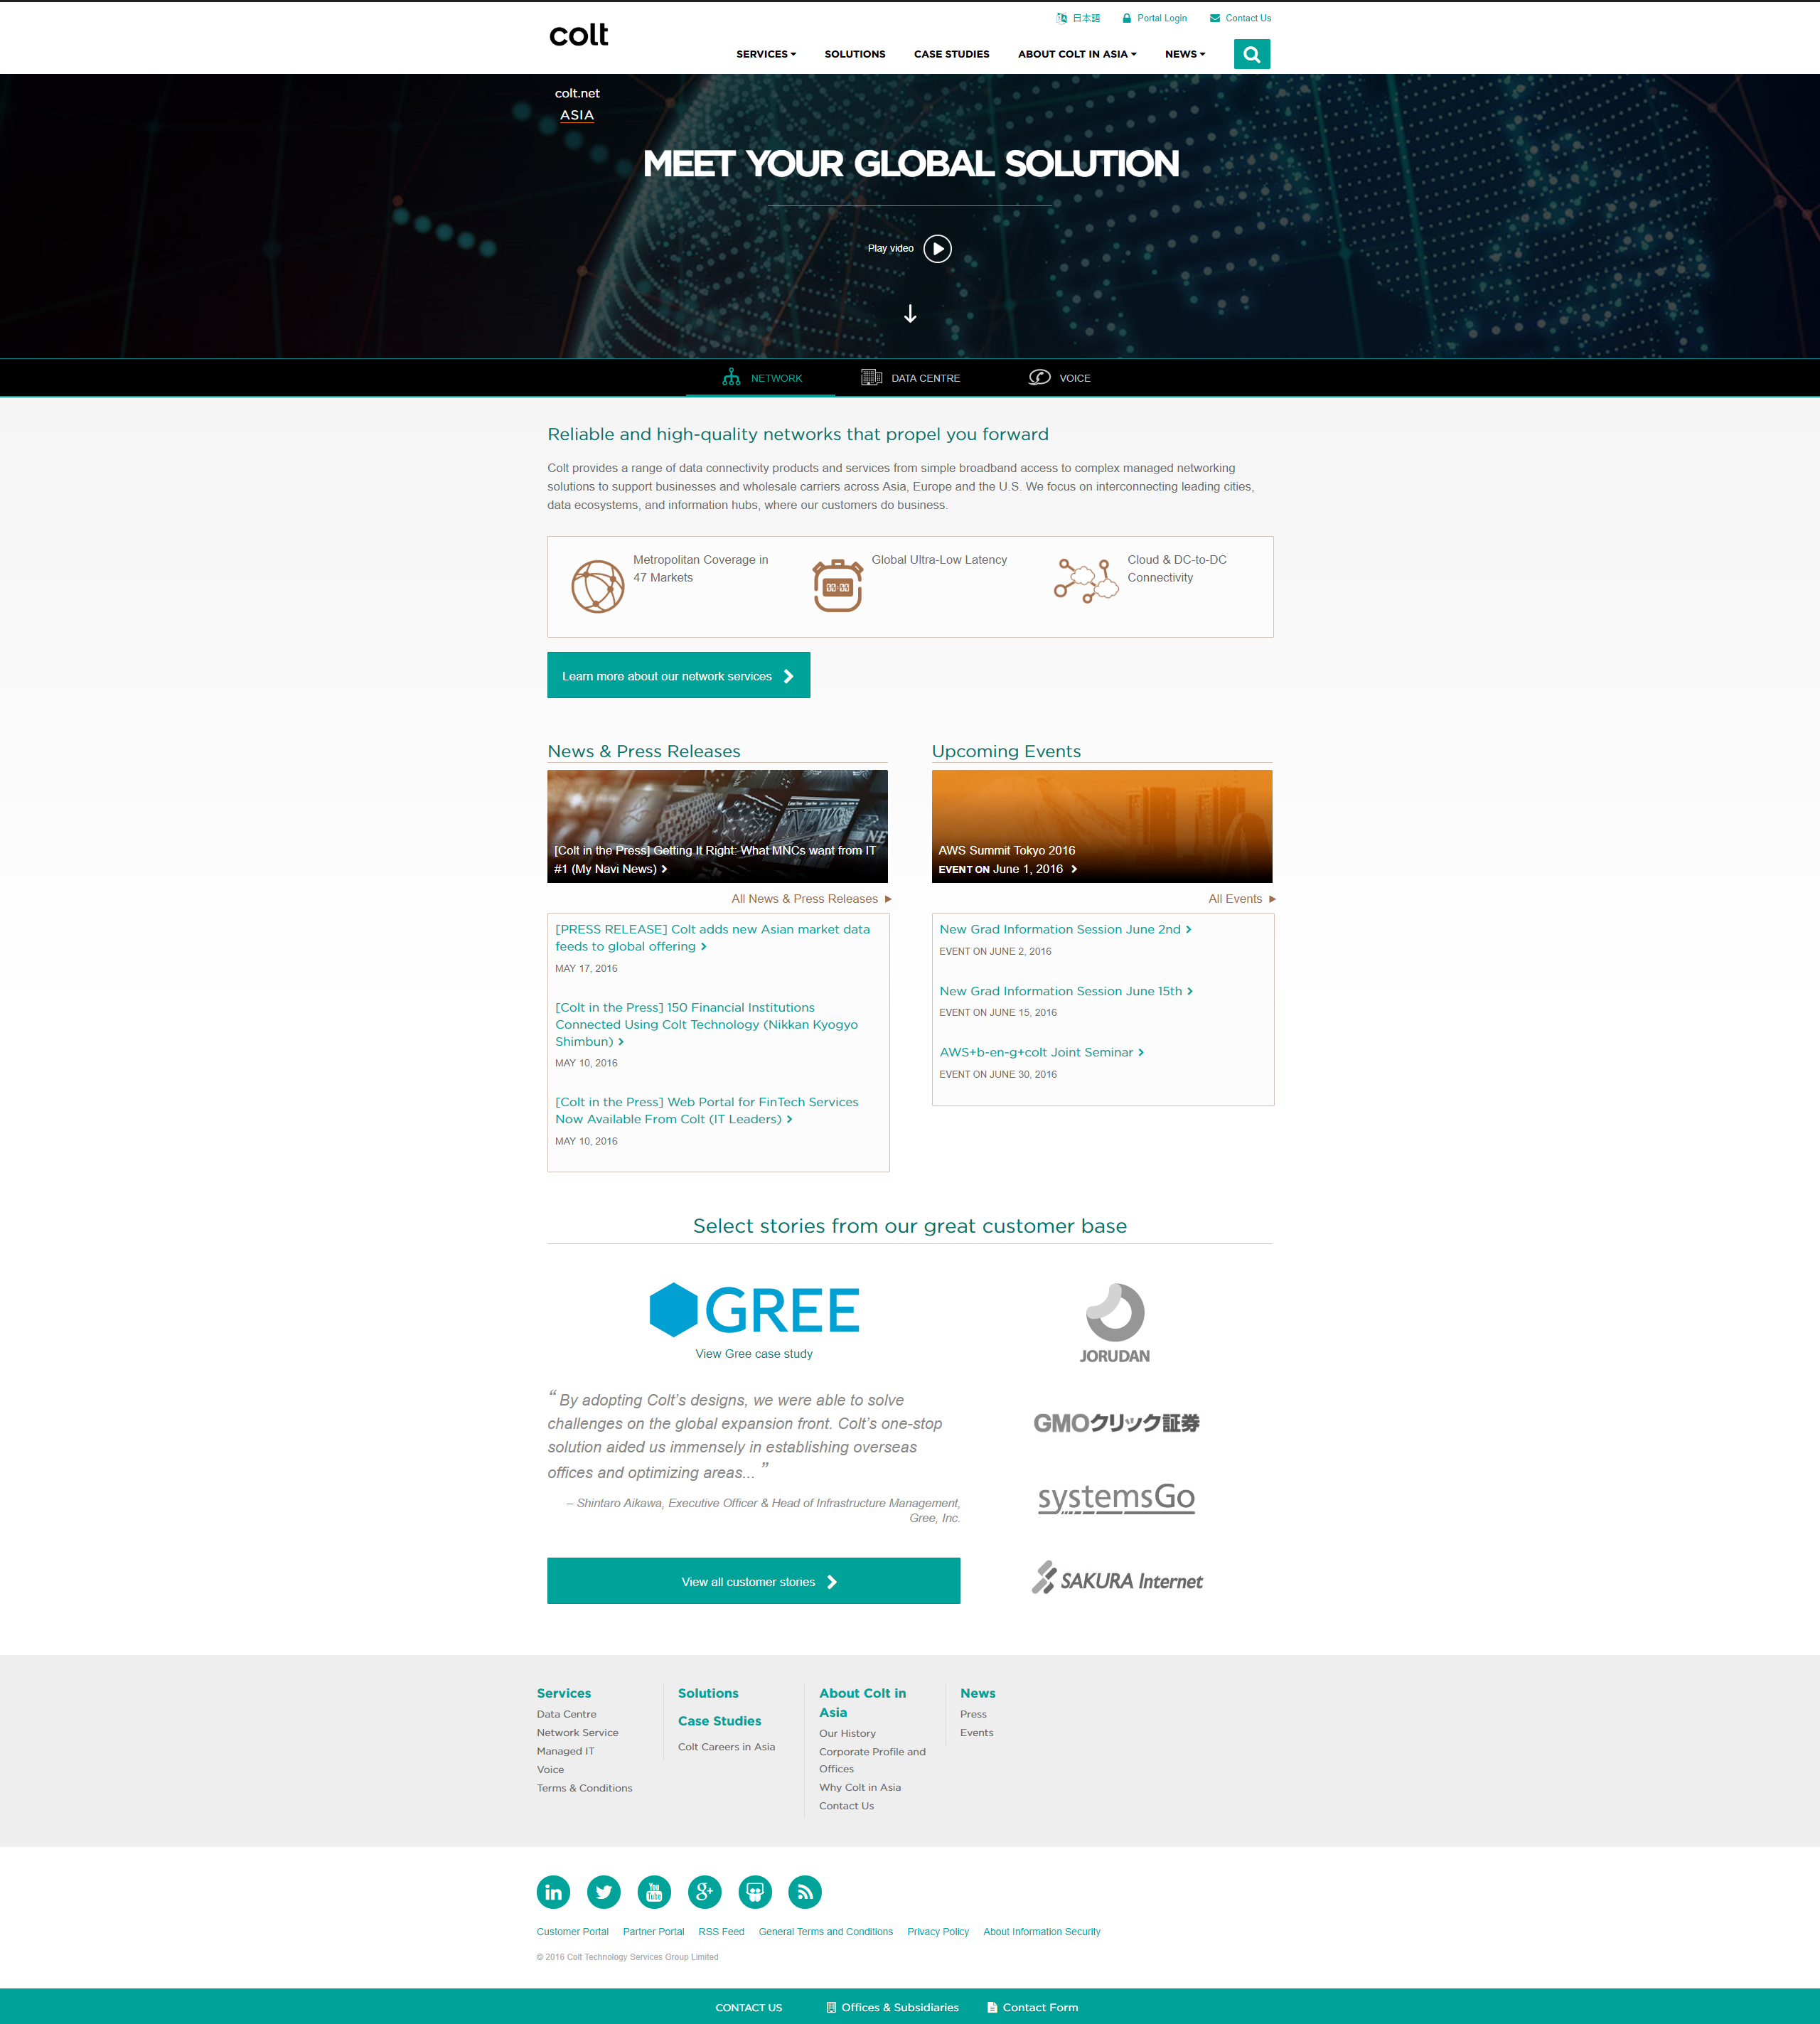 colt
日本語
Portal Login
Contact Us
SERVICES
SOLUTIONS
CASE STUDIES
ABOUT COLT IN ASIA
NEWS
colt.net
ASIA
MEET YOUR GLOBAL SOLUTION
Play video
NETWORK
DATA CENTRE
VOICE
Reliable and high-quality networks that propel you forward
Colt provides a range of data connectivity products and services from simple broadband access to complex managed networking
solutions to support businesses and wholesale carriers across Asia, Europe and the U.S. We focus on interconnecting leading cities,
data ecosystems, and information hubs, where our customers do business.
Metropolitan Coverage in
47 Markets
00:00
Global Ultra-Low Latency
Cloud & DC-to-DC
Connectivity
Learn more about our network services
News & Press Releases
NEWS
NE
[Colt in the Press] Getting It Right: What MNCs want from IT
#1 (My Navi News)
All News & Press Releases
[PRESS RELEASE] Colt adds new Asian market data
feeds to global offering
MAY 17, 2016
[Colt in the Press] 150 Financial Institutions
Connected Using Colt Technology (Nikkan Kyogyo
Shimbun)
MAY 10, 2016
[Colt in the Press] Web Portal for FinTech Services
Now Available From Colt (IT Leaders)
MAY 10, 2016
Upcoming Events
AWS Summit Tokyo 2016
EVENT ON June 1, 2016
All Events
New Grad Information Session June 2nd
EVENT ON JUNE 2, 2016
New Grad Information Session June 15th
EVENT ON JUNE 15, 2016
AWS+b-en-g+colt Joint Seminar
EVENT ON JUNE 30, 2016
Select stories from our great customer base
GREE
View Gree case study
“ By adopting Colt’s designs, we were able to solve
challenges on the global expansion front. Colt’s one-stop
solution aided us immensely in establishing overseas
offices and optimizing areas... ”
– Shintaro Aikawa, Executive Officer & Head of Infrastructure Management,
Gree, Inc.
View all customer stories
JORUDAN
GMOクリック証券
systemsGo
SAKURA Internet
Services
Data Centre
Network Service
Managed IT
Voice
Terms & Conditions
Solutions
Case Studies
Colt Careers in Asia
About Colt in
Asia
Our History
Corporate Profile and
Offices
Why Colt in Asia
Contact Us
News
Press
Events
in
You
Tube
g+
Customer Portal
Partner Portal
RSS Feed
General Terms and Conditions
Privacy Policy
About Information Security
© 2016 Colt Technology Services Group Limited
CONTACT US
Offices & Subsidiaries
Contact Form